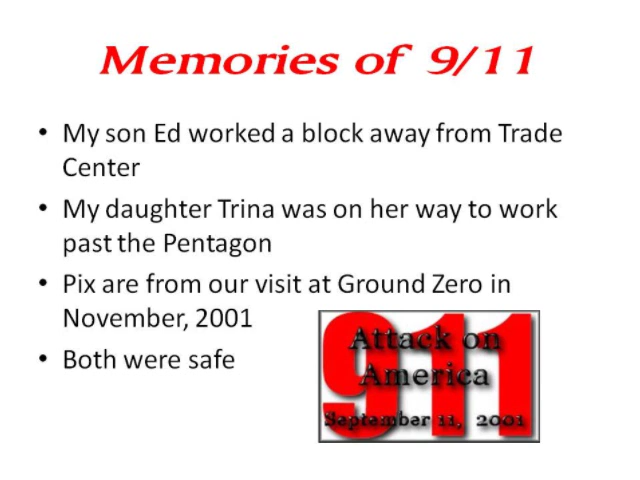 Memories of 9/11
• My son Ed worked a block away from Trade
Center
• My daughter Trina was on her way to work
past the Pentagon
• Pix are from our visit at Ground Zero in
November, 2001
• Both were safe
911
Attack on
America
September 11, 2001